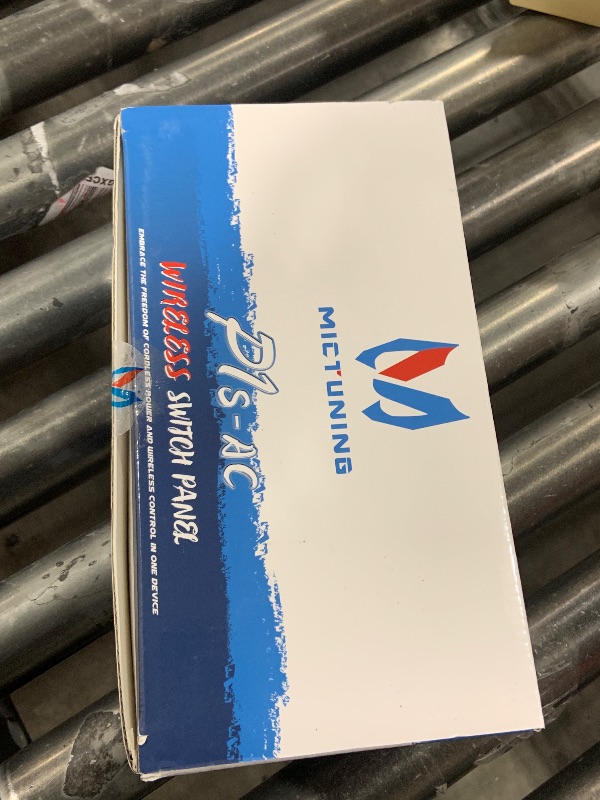 MICTUNING
P1s-AC
WIRELESS SWITCH PANEL
EMBRACE THE FREEDOM OF CORDLESS POWER AND WIRELESS CONTROL IN ONE DEVICE